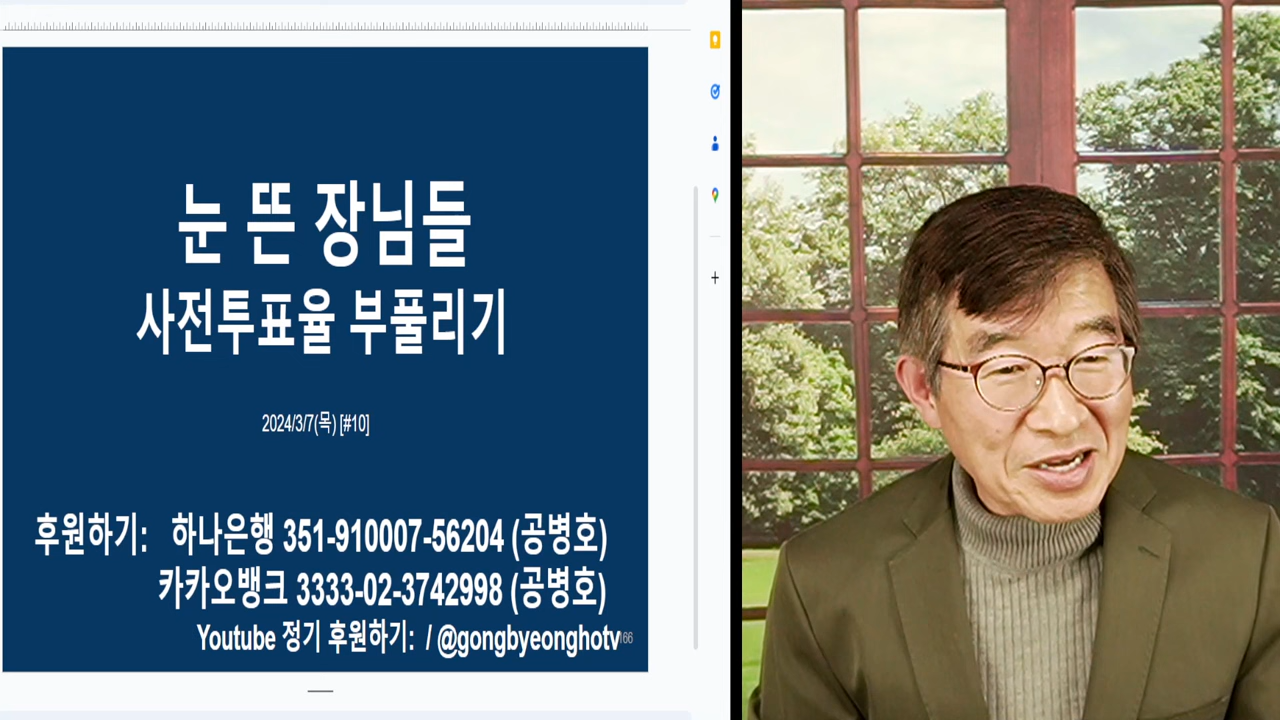 눈 뜬 장님들
사전투표율 부풀리기
2024/3/7(목) [#10]
후원하기: 하나은행 351-910007-56204 (공병호)
카카오뱅크 3333-02-3742998 (공병호)
Youtube 정기 후원하기: / @gongbyeonghotv
166